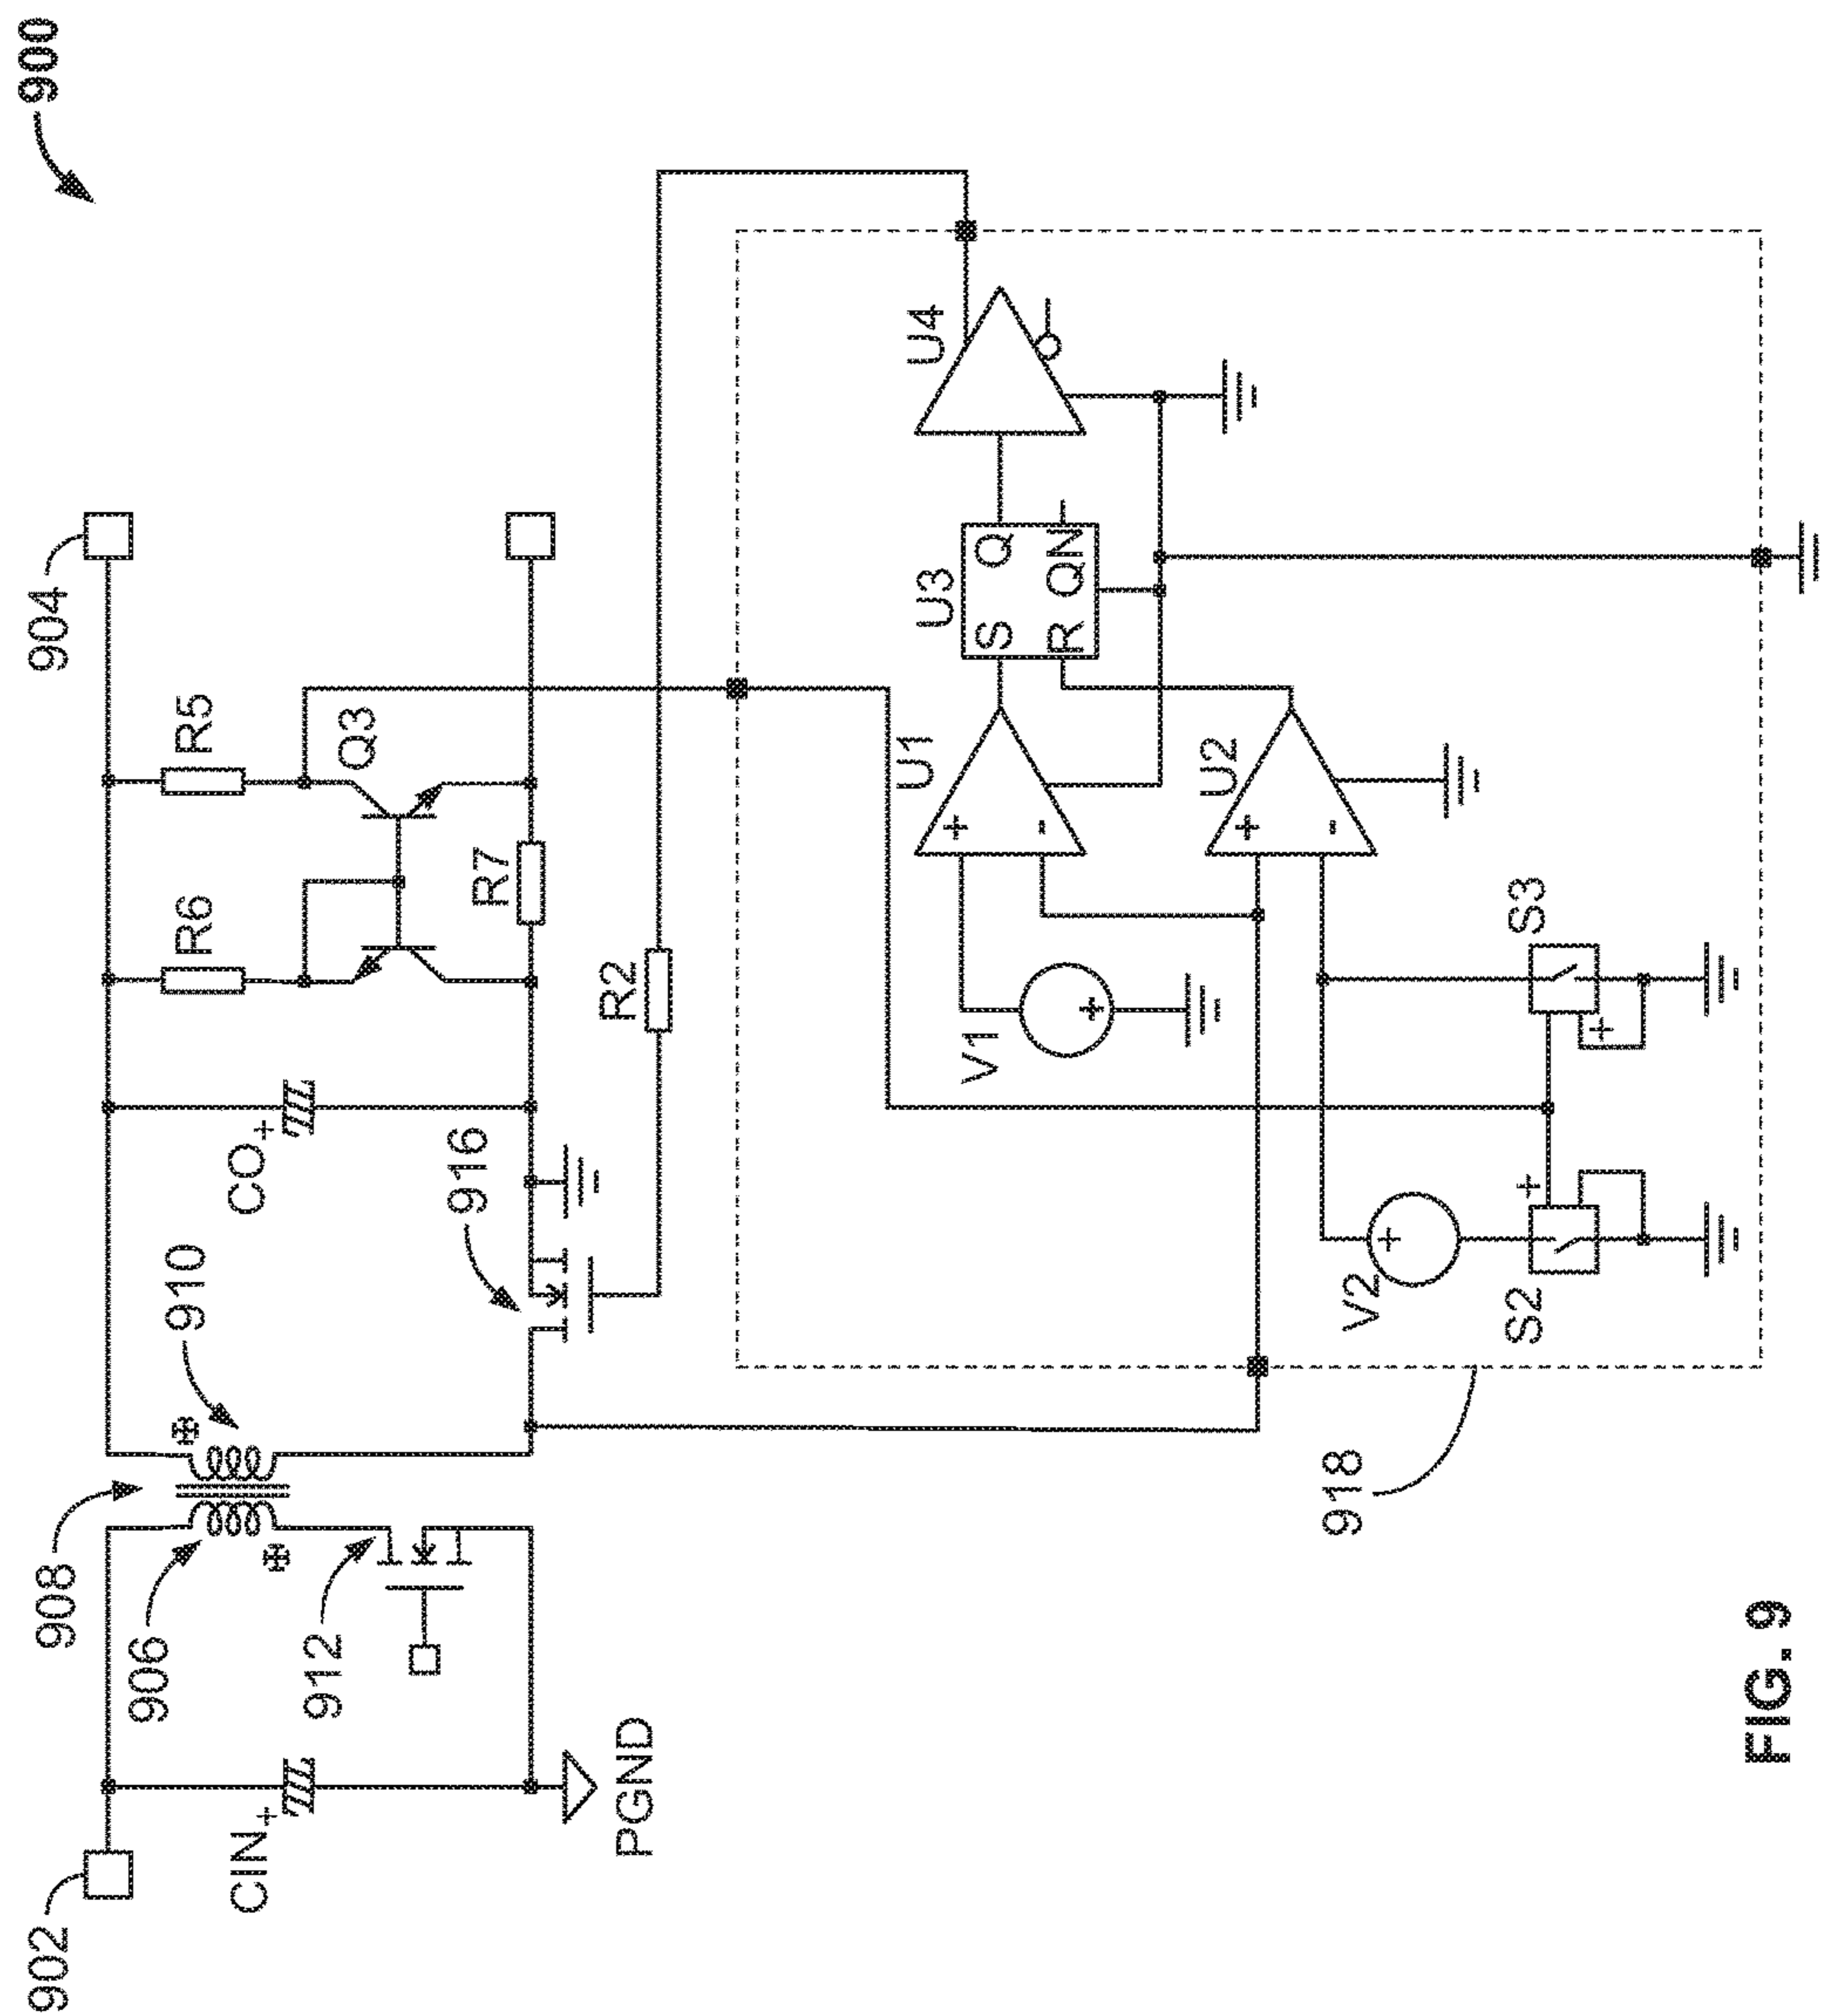 900
902
904
906
908
910
912
916
918
CIN
+
PGND
CO
+
R6
R5
Q3
R7
R2
V1
+
U1
+
-
U2
+
-
U3
S
Q
R
QN
U4
V2
+
S2
+
S3
+
FIG. 9